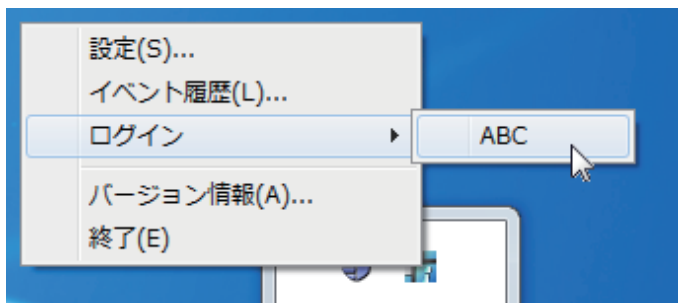 設定(S)...
イベント履歴(L)...
ログイン
ABC
バージョン情報(A)...
終了(E)